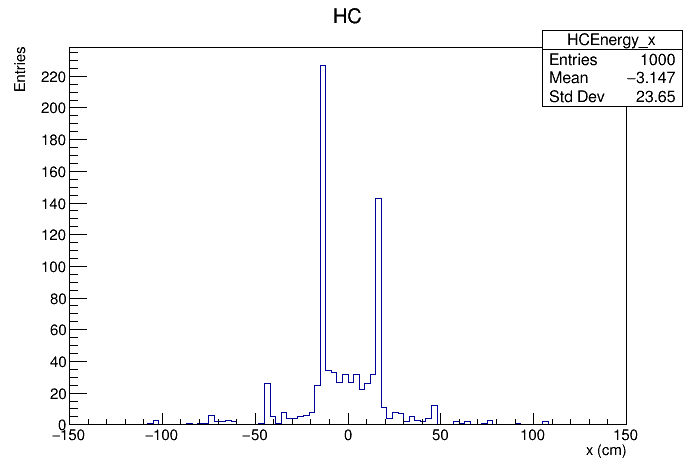 HC
HCEnergy_x
Entries 1000
Mean −3.147
Std Dev 23.65
Entries
220
200
180
160
140
120
100
80
60
40
20
0
−150 −100 −50 0 50 100 150
x (cm)